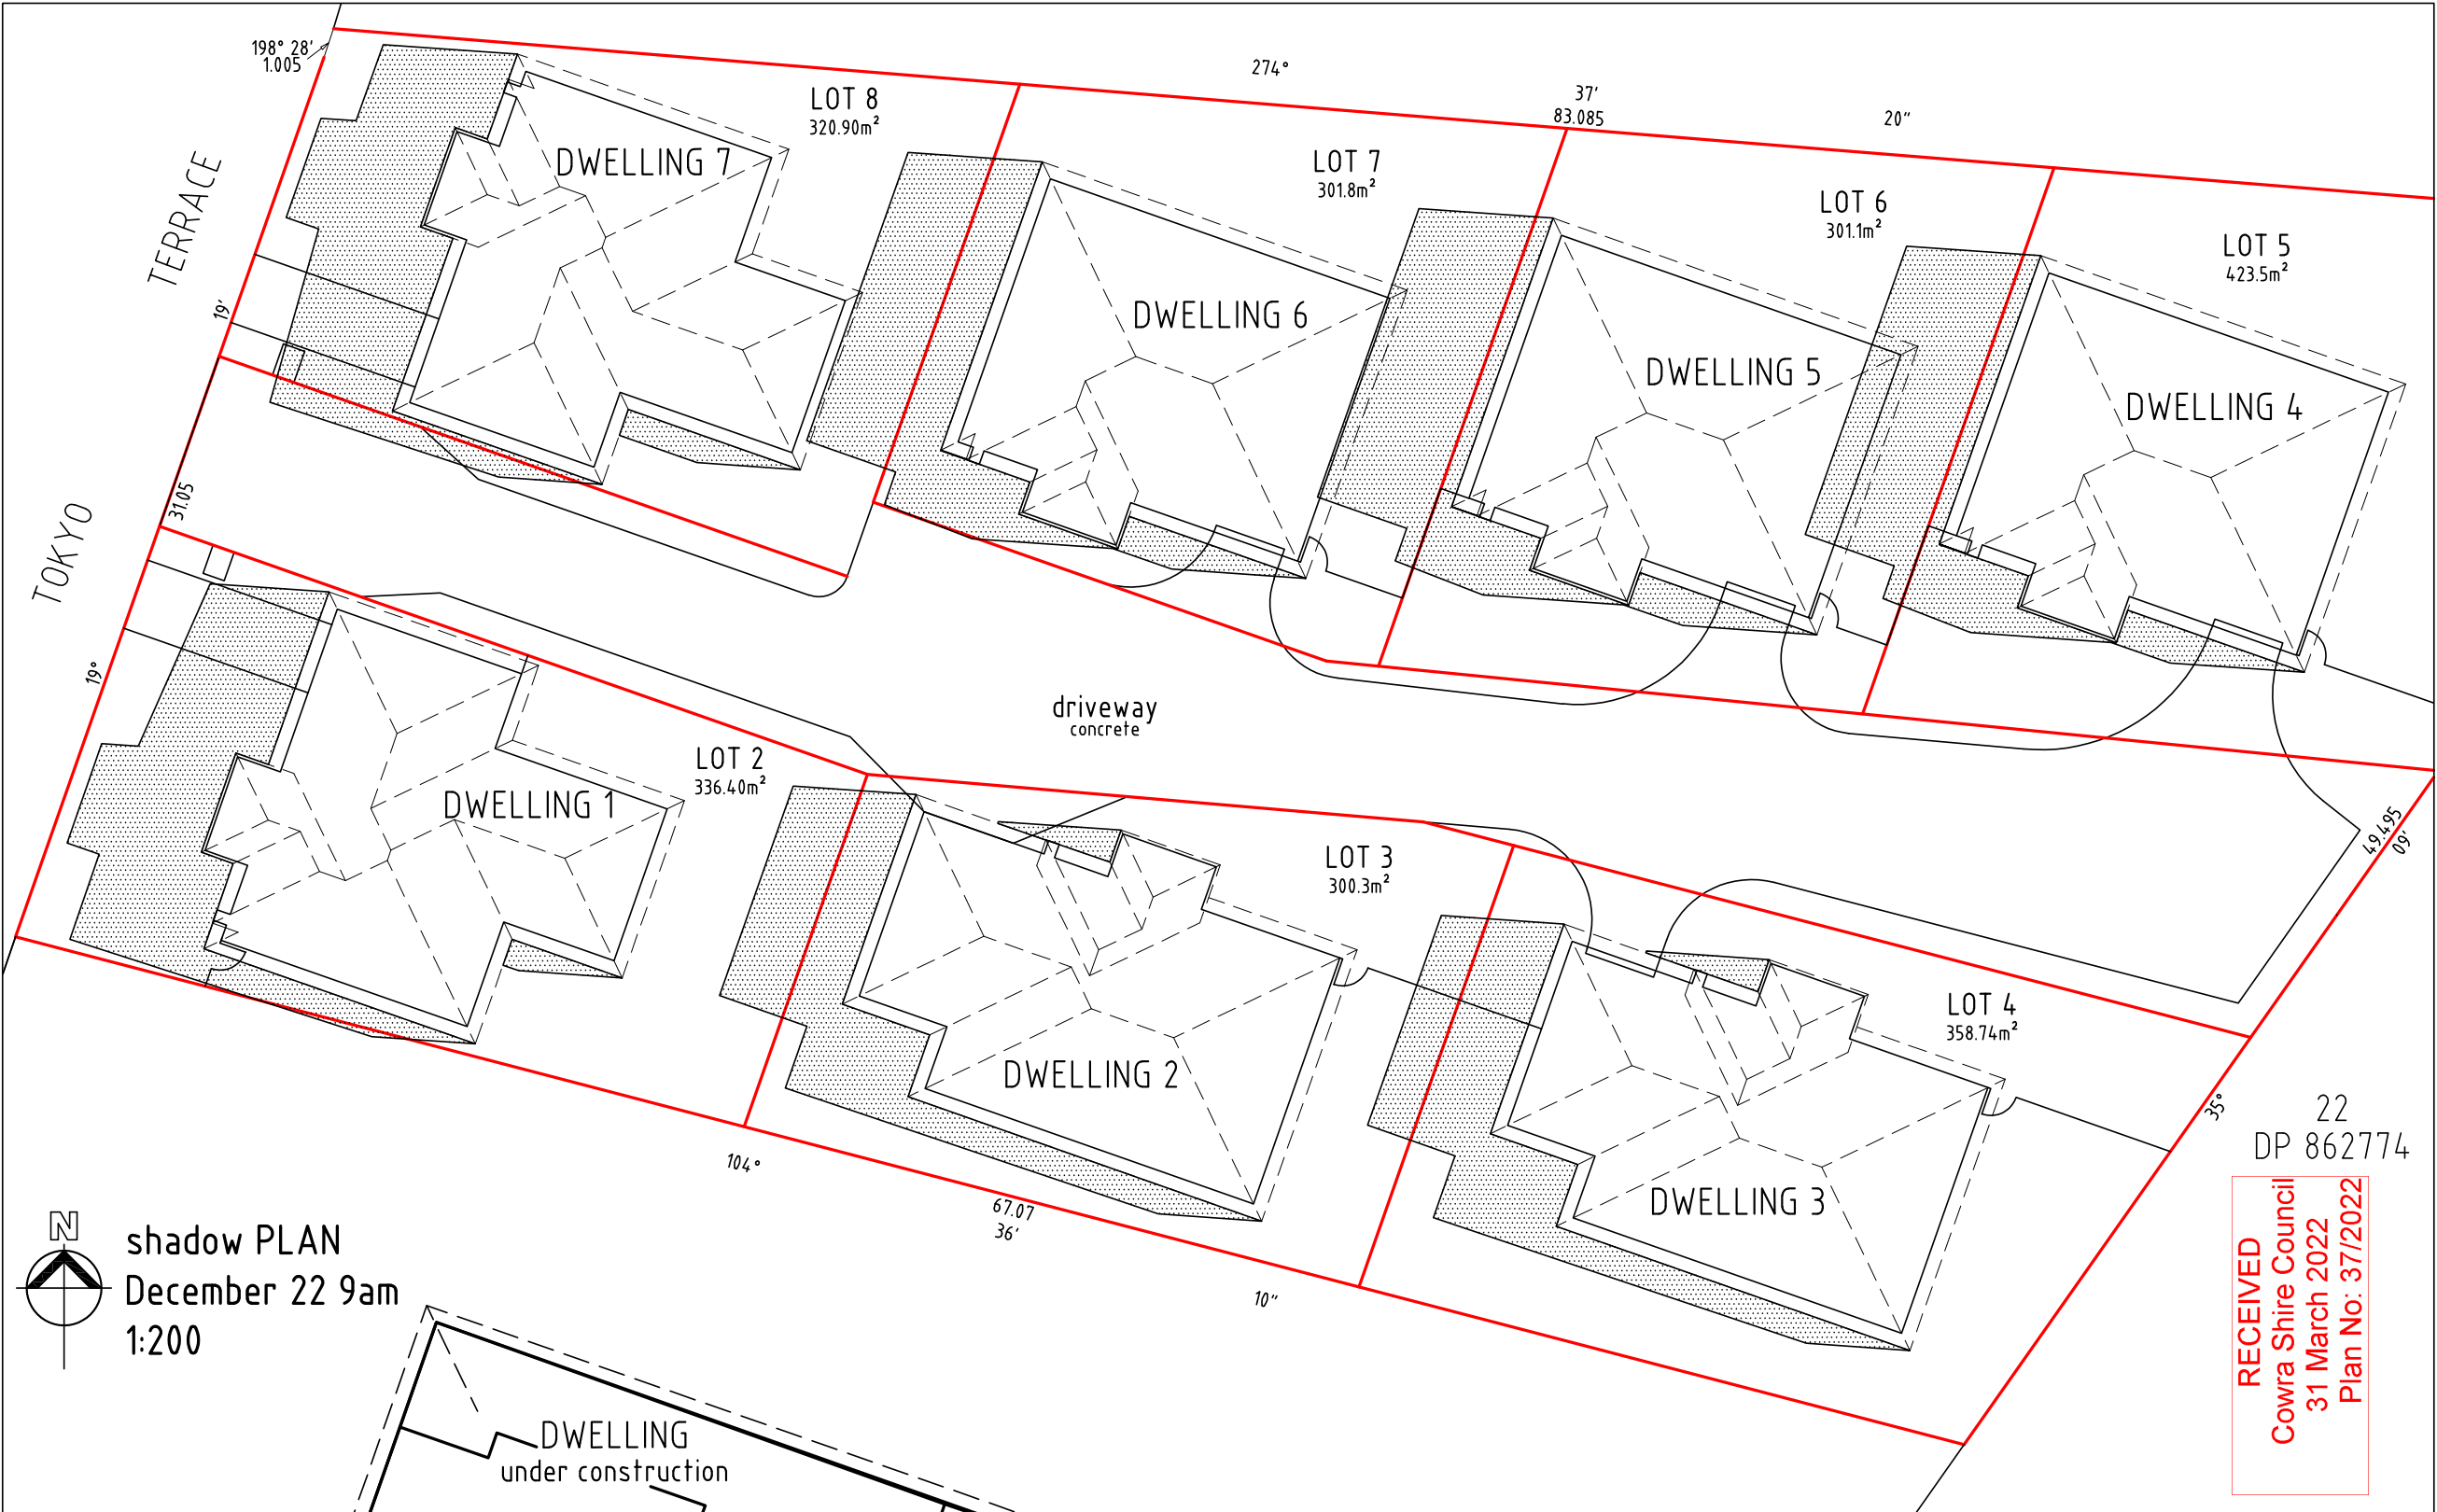 198° 28'
1.005
274°
37'
83.085
20"
LOT 8
320.90m²
DWELLING 7
LOT 7
301.8m²
DWELLING 6
LOT 6
301.1m²
DWELLING 5
LOT 5
423.5m²
DWELLING 4
TERRACE
19'
TOKYO
31.05
19°
driveway
concrete
LOT 2
336.40m²
DWELLING 1
LOT 3
300.3m²
DWELLING 2
LOT 4
358.74m²
DWELLING 3
49.495
09'
35°
22
DP 862774
104°
67.07
36'
10"
N
shadow PLAN
December 22 9am
1:200
DWELLING
under construction
RECEIVED
Cowra Shire Council
31 March 2022
Plan No: 37/2022